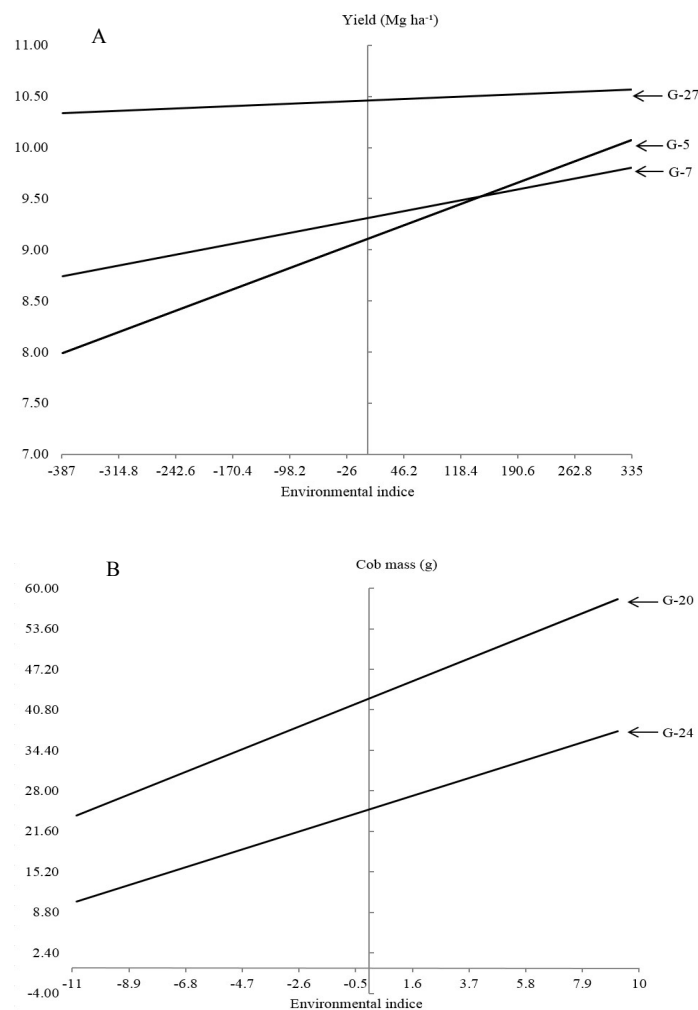 Yield (Mg ha⁻¹)
A
11.00
10.50
G-27
10.00
G-5
G-7
9.50
9.00
8.50
8.00
7.50
7.00
-387 -314.8 -242.6 -170.4 -98.2 -26 46.2 118.4 190.6 262.8 335
Environmental indice
B
Cob mass (g)
60.00
G-20
53.60
47.20
40.80
G-24
34.40
28.00
21.60
15.20
8.80
2.40
-4.00
-11 -8.9 -6.8 -4.7 -2.6 -0.5 1.6 3.7 5.8 7.9 10
Environmental indice